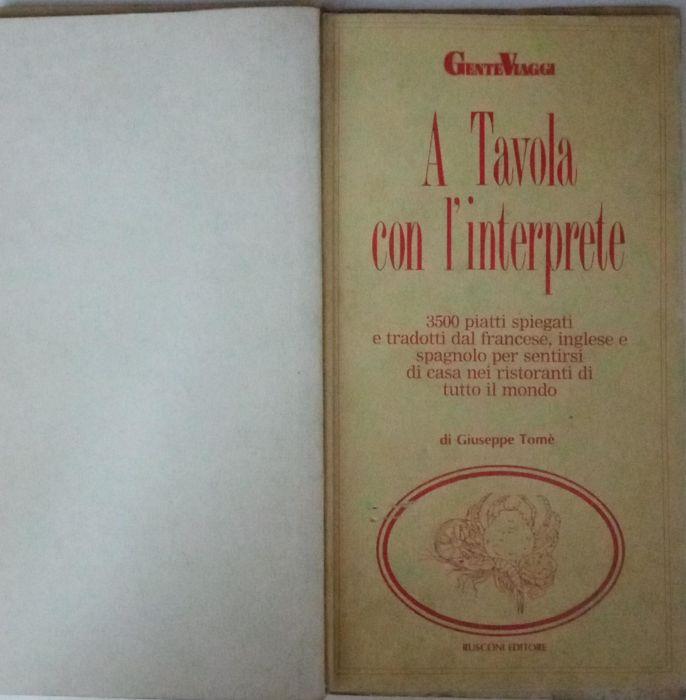 GenteViaggi
A Tavola
con l'interprete
3500 piatti spiegati
e tradotti dal francese, inglese e
spagnolo per sentirsi
di casa nei ristoranti di
tutto il mondo
di Giuseppe Tomè
RUSCONI EDITORE